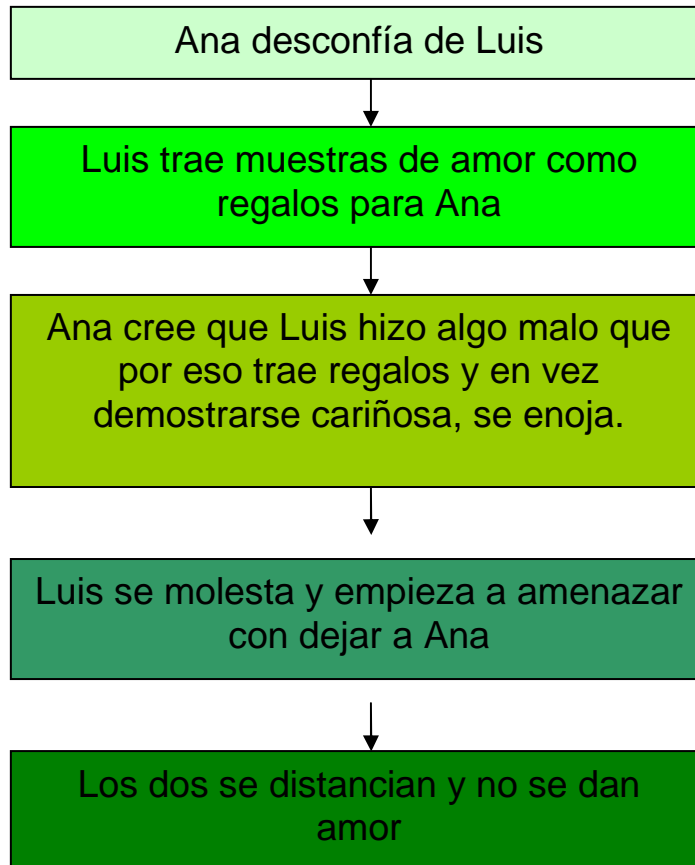 Ana desconfía de Luis
Luis trae muestras de amor como
regalos para Ana
Ana cree que Luis hizo algo malo que
por eso trae regalos y en vez
demostrarse cariñosa, se enoja.
Luis se molesta y empieza a amenazar
con dejar a Ana
Los dos se distancian y no se dan
amor